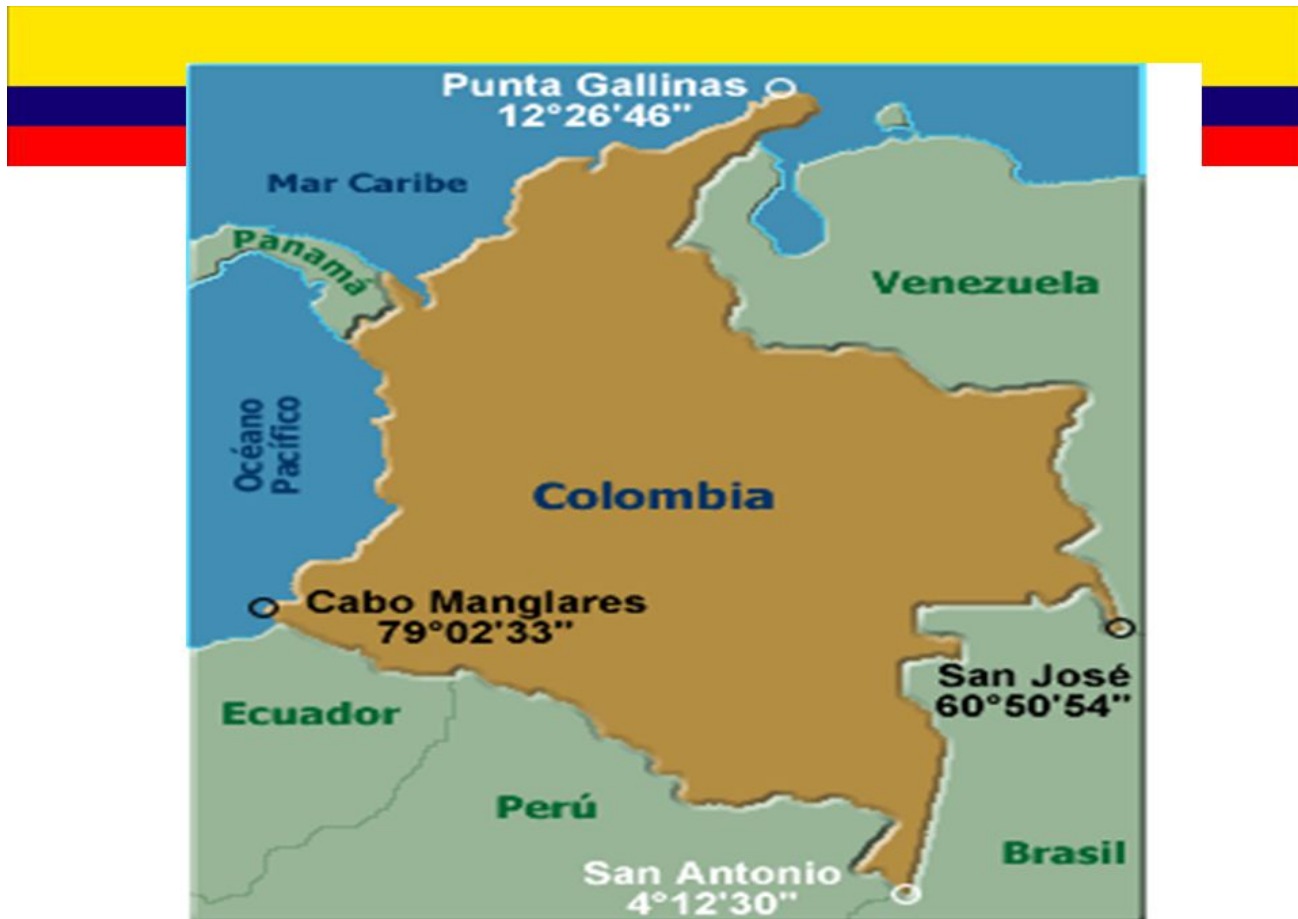 Punta Gallinas
12°26'46"
Mar Caribe
Panamá
Venezuela
Océano
Pacífico
Colombia
Cabo Manglares
79°02'33"
San José
60°50'54"
Ecuador
Perú
Brasil
San Antonio
4°12'30"